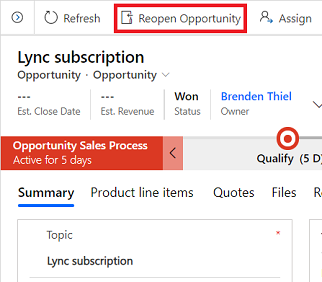 Refresh
Reopen Opportunity
Assign
Lync subscription
Opportunity · Opportunity
---
Est. Close Date
---
Est. Revenue
Won
Status
Brenden Thiel
Owner
Opportunity Sales Process
Active for 5 days
Qualify (5 D
Summary
Product line items
Quotes
Files
Re
Topic
*
Lync subscription